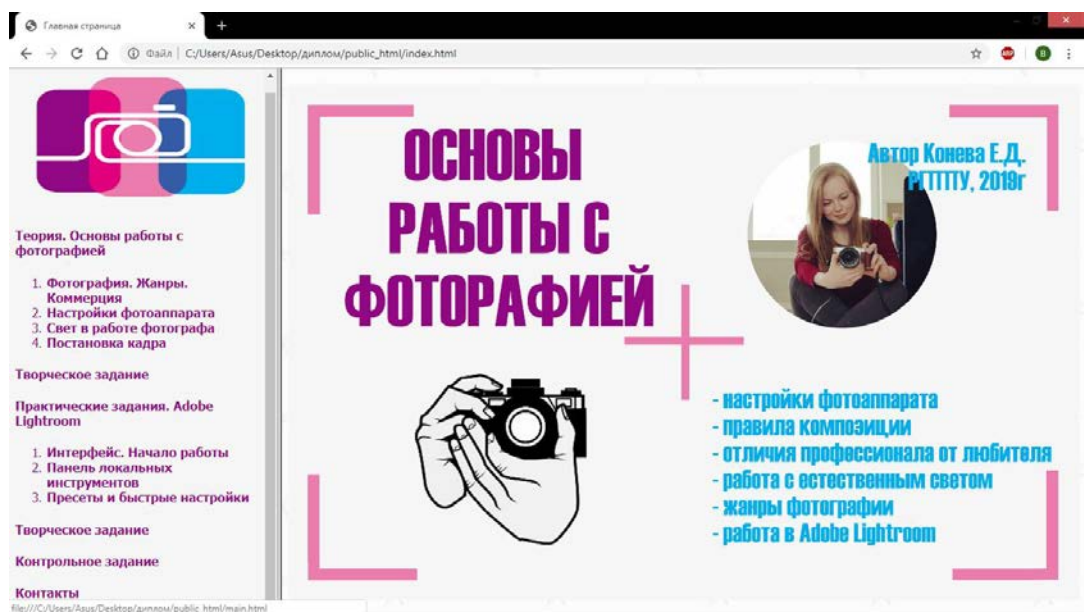 Главная страница
Файл | C:/Users/Asus/Desktop/диплом/public_html/index.html
ABP
B
Теория. Основы работы с
фотографией
1. Фотография. Жанры.
Коммерция
2. Настройки фотоаппарата
3. Свет в работе фотографа
4. Постановка кадра
Творческое задание
Практические задания. Adobe
Lightroom
1. Интерфейс. Начало работы
2. Панель локальных
инструментов
3. Пресеты и быстрые настройки
Творческое задание
Контрольное задание
Контакты
file:///C:/Users/Asus/Desktop/диплом/public_html/main.html
ОСНОВЫ
РАБОТЫ С
ФОТОРАФИЕЙ
Автор Конева Е.Д.
РГППУ, 2019г
- настройки фотоаппарата
- правила композиции
- отличия профессионала от любителя
- работа с естественным светом
- жанры фотографии
- работа в Adobe Lightroom